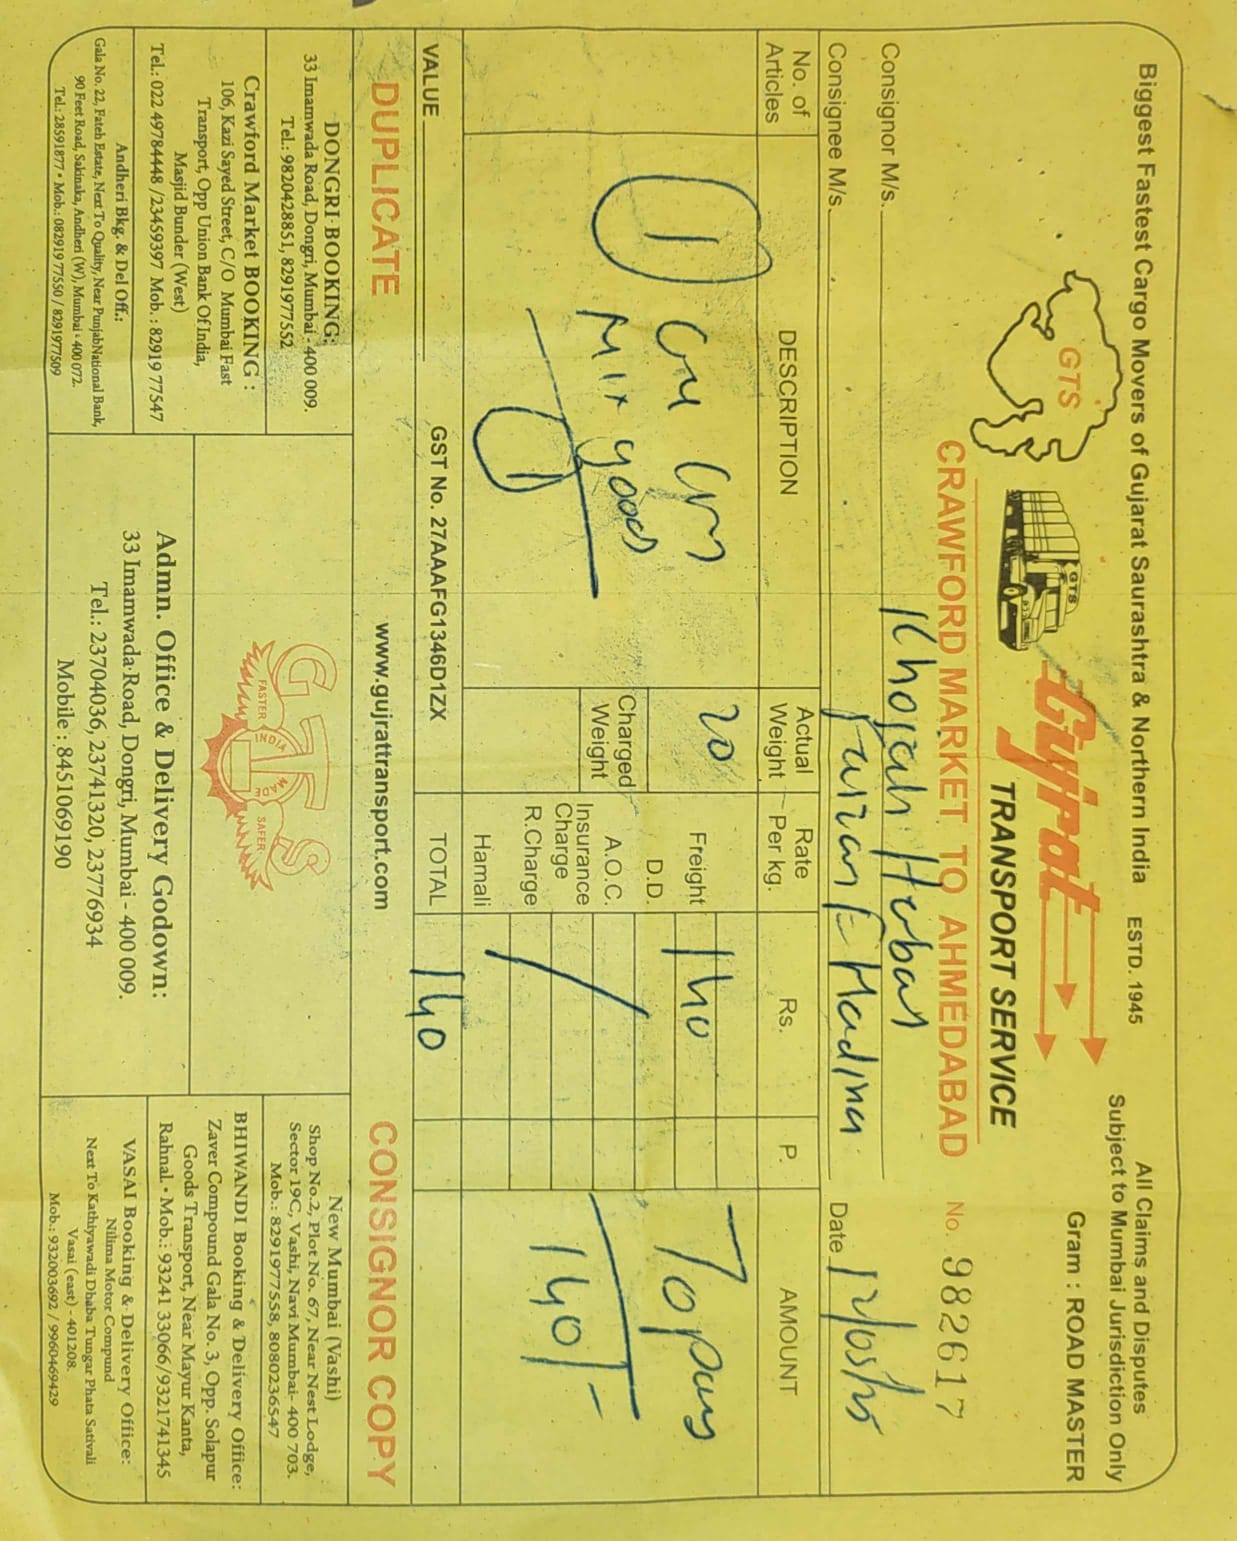 Biggest Fastest Cargo Movers of Gujarat Saurashtra & Northern India ESTD. 1945
All Claims and Disputes
Subject to Mumbai Jurisdiction Only
Gram : ROAD MASTER
GTS
GTS
Gujrat
TRANSPORT SERVICE
CRAWFORD MARKET TO AHMEDABAD
No. 982617
Consignor M/s. Khojah Hubar
Consignee M/s. Faizan E Madina
Date
No. of Articles
DESCRIPTION
Actual Weight
Rate Per kg.
Rs.
P.
AMOUNT
1
Mix goods
20
Charged Weight
Freight 140
D.D.
A.O.C.
Insurance Charge
R.Charge
Hamali
Topay
140/-
VALUE
GST No. 27AAAFG1346D1ZX
TOTAL 140
DUPLICATE
www.gujrattransport.com
CONSIGNOR COPY
DONGRI BOOKING:
33 Imamwada Road, Dongri, Mumbai - 400 009.
Tel.: 9820428851, 8291977552
Crawford Market BOOKING :
106, Kazi Sayed Street, C/O Mumbai Fast
Transport, Opp Union Bank Of India,
Masjid Bunder (West)
Tel.: 022 49784448 /23459397 Mob. : 82919 77547
Andheri Bkg. & Del Off.:
Gala No. 22, Fateh Estate, Next To Quality, Near PunjabNational Bank,
90 Feet Road, Sakinaka, Andheri (W), Mumbai - 400 072.
Tel.: 28591877 • Mob.: 08291977550 / 8291977509
GTS
FASTER
INDIA
MADE
SAFER
Admn. Office & Delivery Godown:
33 Imamwada Road, Dongri, Mumbai - 400 009.
Tel.: 23704036, 23741320, 23776934
Mobile : 8451069190
New Mumbai (Vashi)
Shop No.2, Plot No. 67, Near Nest Lodge,
Sector 19C, Vashi, Navi Mumbai- 400 703.
Mob.: 8291977558, 8080236547
BHIWANDI Booking & Delivery Office:
Zaver Compound Gala No. 3, Opp. Solapur
Goods Transport, Near Mayur Kanta,
Rahnal. • Mob.: 93241 33066/9321741345
VASAI Booking & Delivery Office:
Nilima Motor Compund
Next To Kathiyawadi Dhaba Tungar Phata Sativali
Vasai (east) - 401208.
Mob.: 932003692 / 9960469429